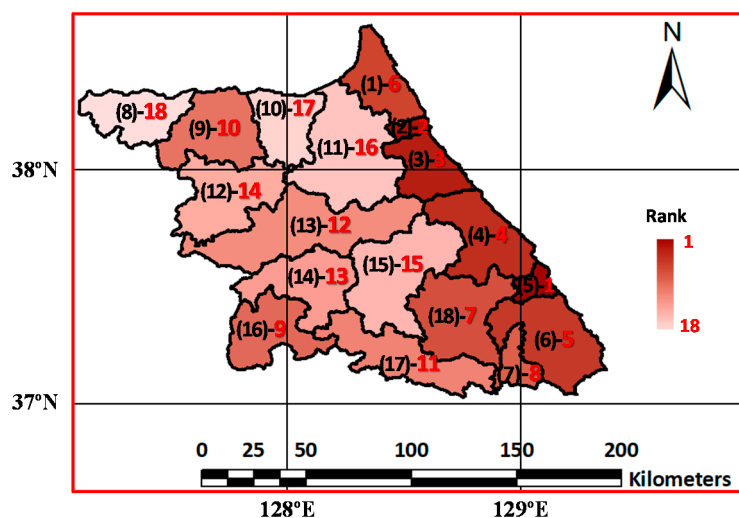 N
(1)-6
(2)-2
(3)-3
(8)-18
(9)-10
(10)-17
(11)-16
38°N
(12)-14
(13)-12
(4)-4
Rank
1
18
(14)-13
(15)-15
(5)-1
(16)-9
(18)-7
(6)-5
(17)-11
(7)-8
37°N
0 25 50 100 150 200
Kilometers
128°E 129°E